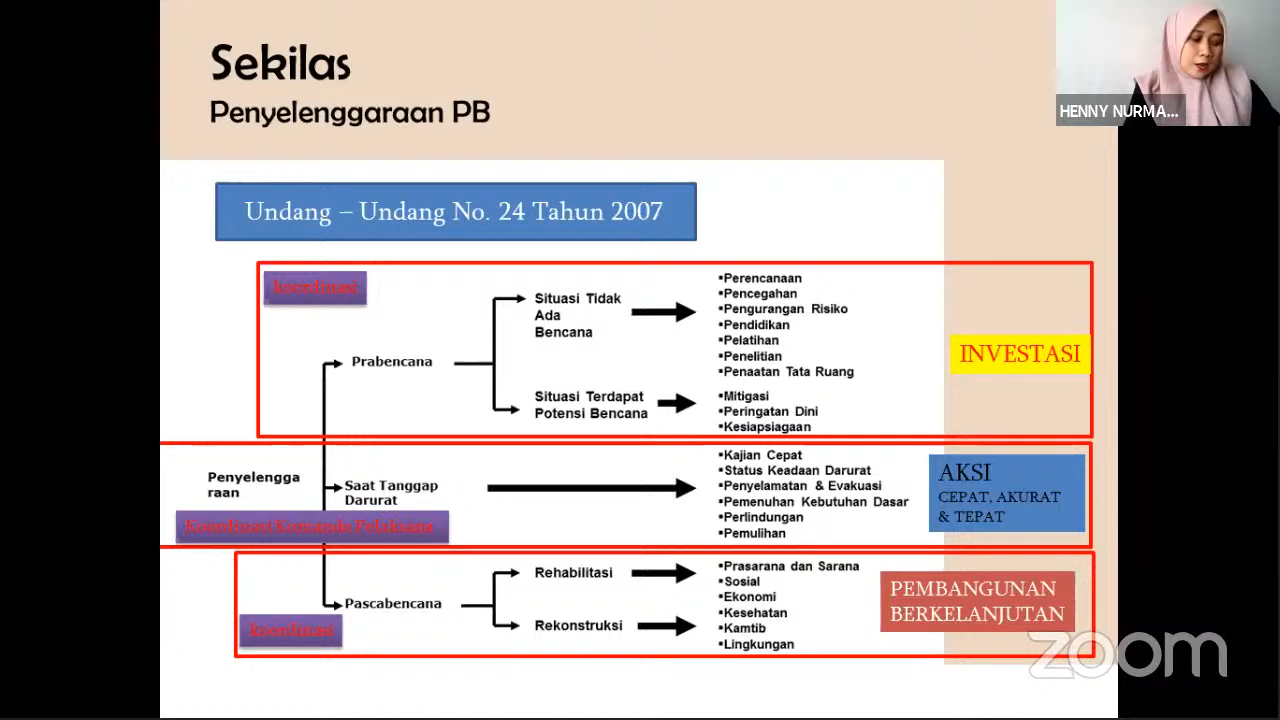 Sekilas
Penyelenggaraan PB
HENNY NURMA...
Undang – Undang No. 24 Tahun 2007
koordinasi
Prabencana
Situasi Tidak
Ada
Bencana
▪Perencanaan
▪Pencegahan
▪Pengurangan Risiko
▪Pendidikan
▪Pelatihan
▪Penelitian
▪Penaatan Tata Ruang
Situasi Terdapat
Potensi Bencana
▪Mitigasi
▪Peringatan Dini
▪Kesiapsiagaan
INVESTASI
Penyelengga
raan
Saat Tanggap
Darurat
Koordinasi Komando Pelaksana
▪Kajian Cepat
▪Status Keadaan Darurat
▪Penyelamatan & Evakuasi
▪Pemenuhan Kebutuhan Dasar
▪Perlindungan
▪Pemulihan
AKSI
CEPAT, AKURAT
& TEPAT
Pascabencana
koordinasi
Rehabilitasi
Rekonstruksi
▪Prasarana dan Sarana
▪Sosial
▪Ekonomi
▪Kesehatan
▪Kamtib
▪Lingkungan
PEMBANGUNAN
BERKELANJUTAN
zoom